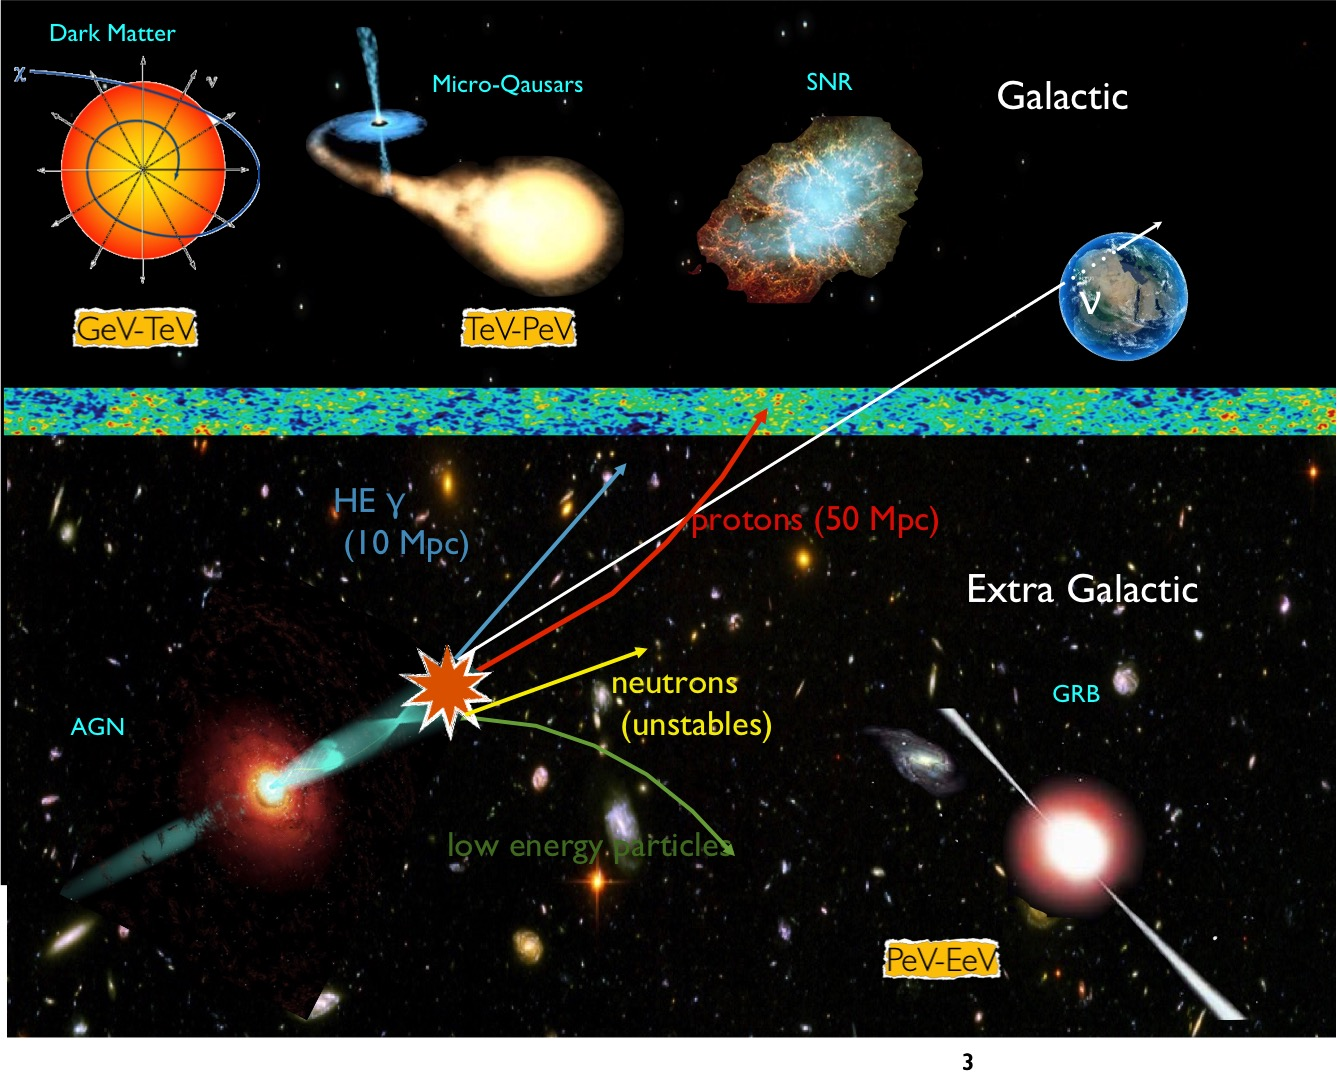 Dark Matter
χ
ν
Micro-Qausars
SNR
Galactic
ν
GeV-TeV
TeV-PeV
HE γ
(10 Mpc)
protons (50 Mpc)
Extra Galactic
neutrons
(unstables)
GRB
AGN
low energy particles
PeV-EeV
3